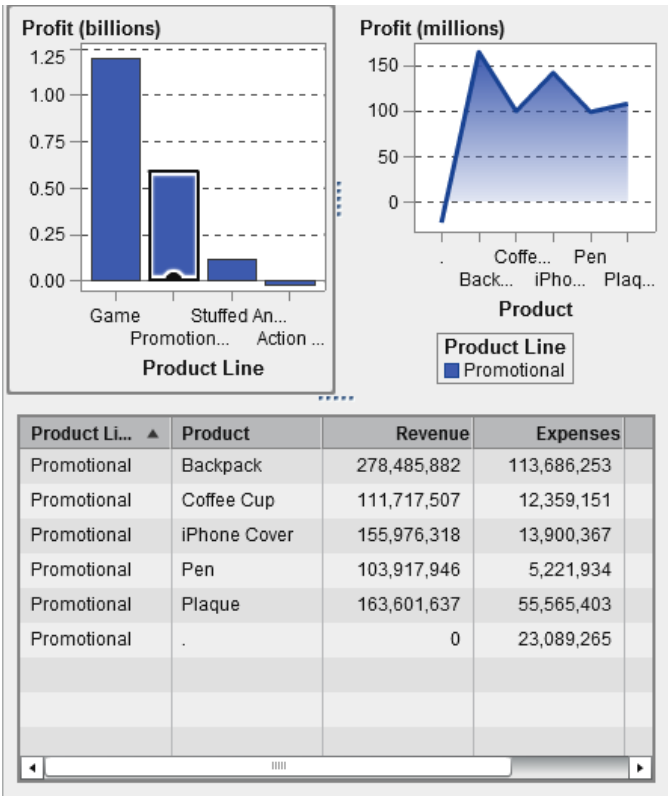 Profit (billions)
1.25
1.00
0.75
0.50
0.25
0.00
Game
Stuffed An...
Promotion...
Action ...
Product Line
Profit (millions)
150
100
50
0
.
Coffe...
Pen
Back...
iPho...
Plaq...
Product
Product Line
Promotional
Product Li... ▲ Product Revenue Expenses
Promotional Backpack 278,485,882 113,686,253
Promotional Coffee Cup 111,717,507 12,359,151
Promotional iPhone Cover 155,976,318 13,900,367
Promotional Pen 103,917,946 5,221,934
Promotional Plaque 163,601,637 55,565,403
Promotional . 0 23,089,265